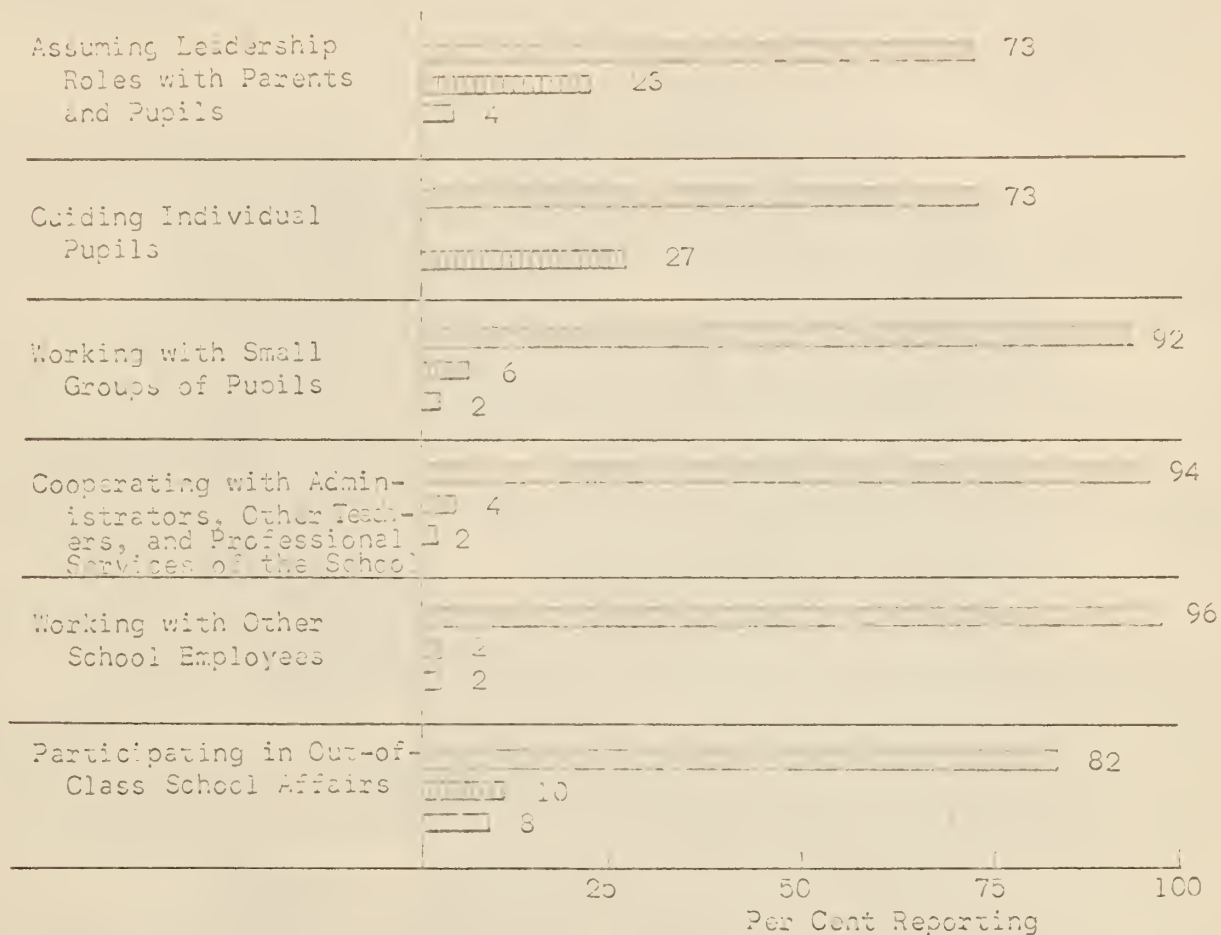 Assuming Leadership
Roles with Parents
and Pupils
73
23
4
Guiding Individual
Pupils
73
27
Working with Small
Groups of Pupils
92
6
2
Cooperating with Admin-
istrators, Other Teach-
ers, and Professional
Services of the School
94
4
2
Working with Other
School Employees
96
2
2
Participating in Out-of-
Class School Affairs
82
10
8
25 50 75 100
Per Cent Reporting